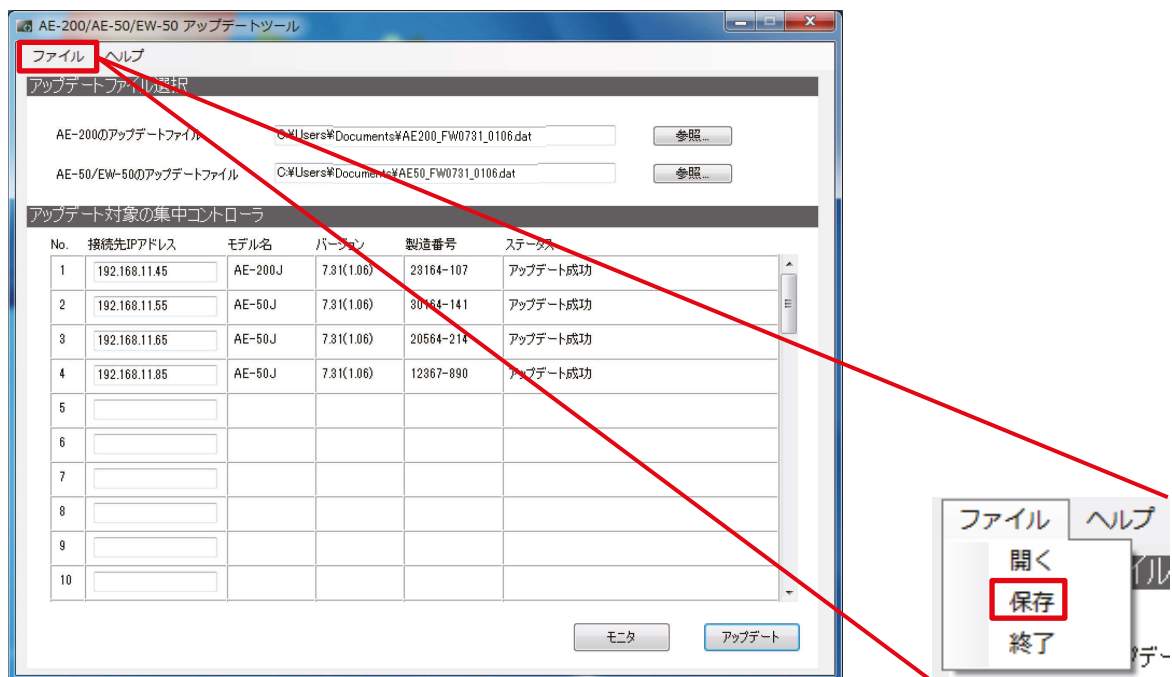 AE-200/AE-50/EW-50 アップデートツール
ファイル ヘルプ
アップデートファイル選択
AE-200のアップデートファイル C:¥Users¥Documents¥AE200_FW0731_0106.dat 参照...
AE-50/EW-50のアップデートファイル C:¥Users¥Documents¥AE50_FW0731_0106.dat 参照...
アップデート対象の集中コントローラ
No. 接続先IPアドレス モデル名 バージョン 製造番号 ステータス
1 192.168.11.45 AE-200J 7.31(1.06) 23164-107 アップデート成功
2 192.168.11.55 AE-50J 7.31(1.06) 30164-141 アップデート成功
3 192.168.11.65 AE-50J 7.31(1.06) 20564-214 アップデート成功
4 192.168.11.85 AE-50J 7.31(1.06) 12367-890 アップデート成功
5
6
7
8
9
10
モニタ アップデート
ファイル ヘルプ
開く イル
保存
終了 プデー